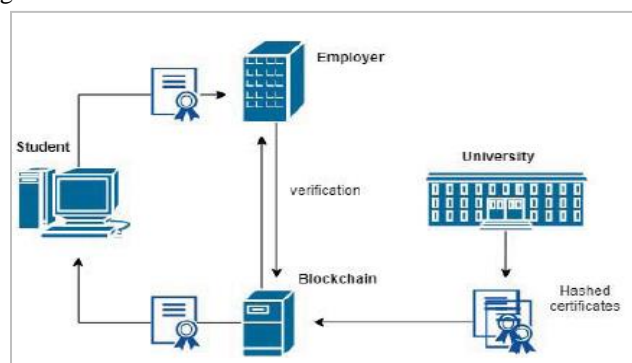 Employer
Student
University
verification
Blockchain
Hashed
certificates